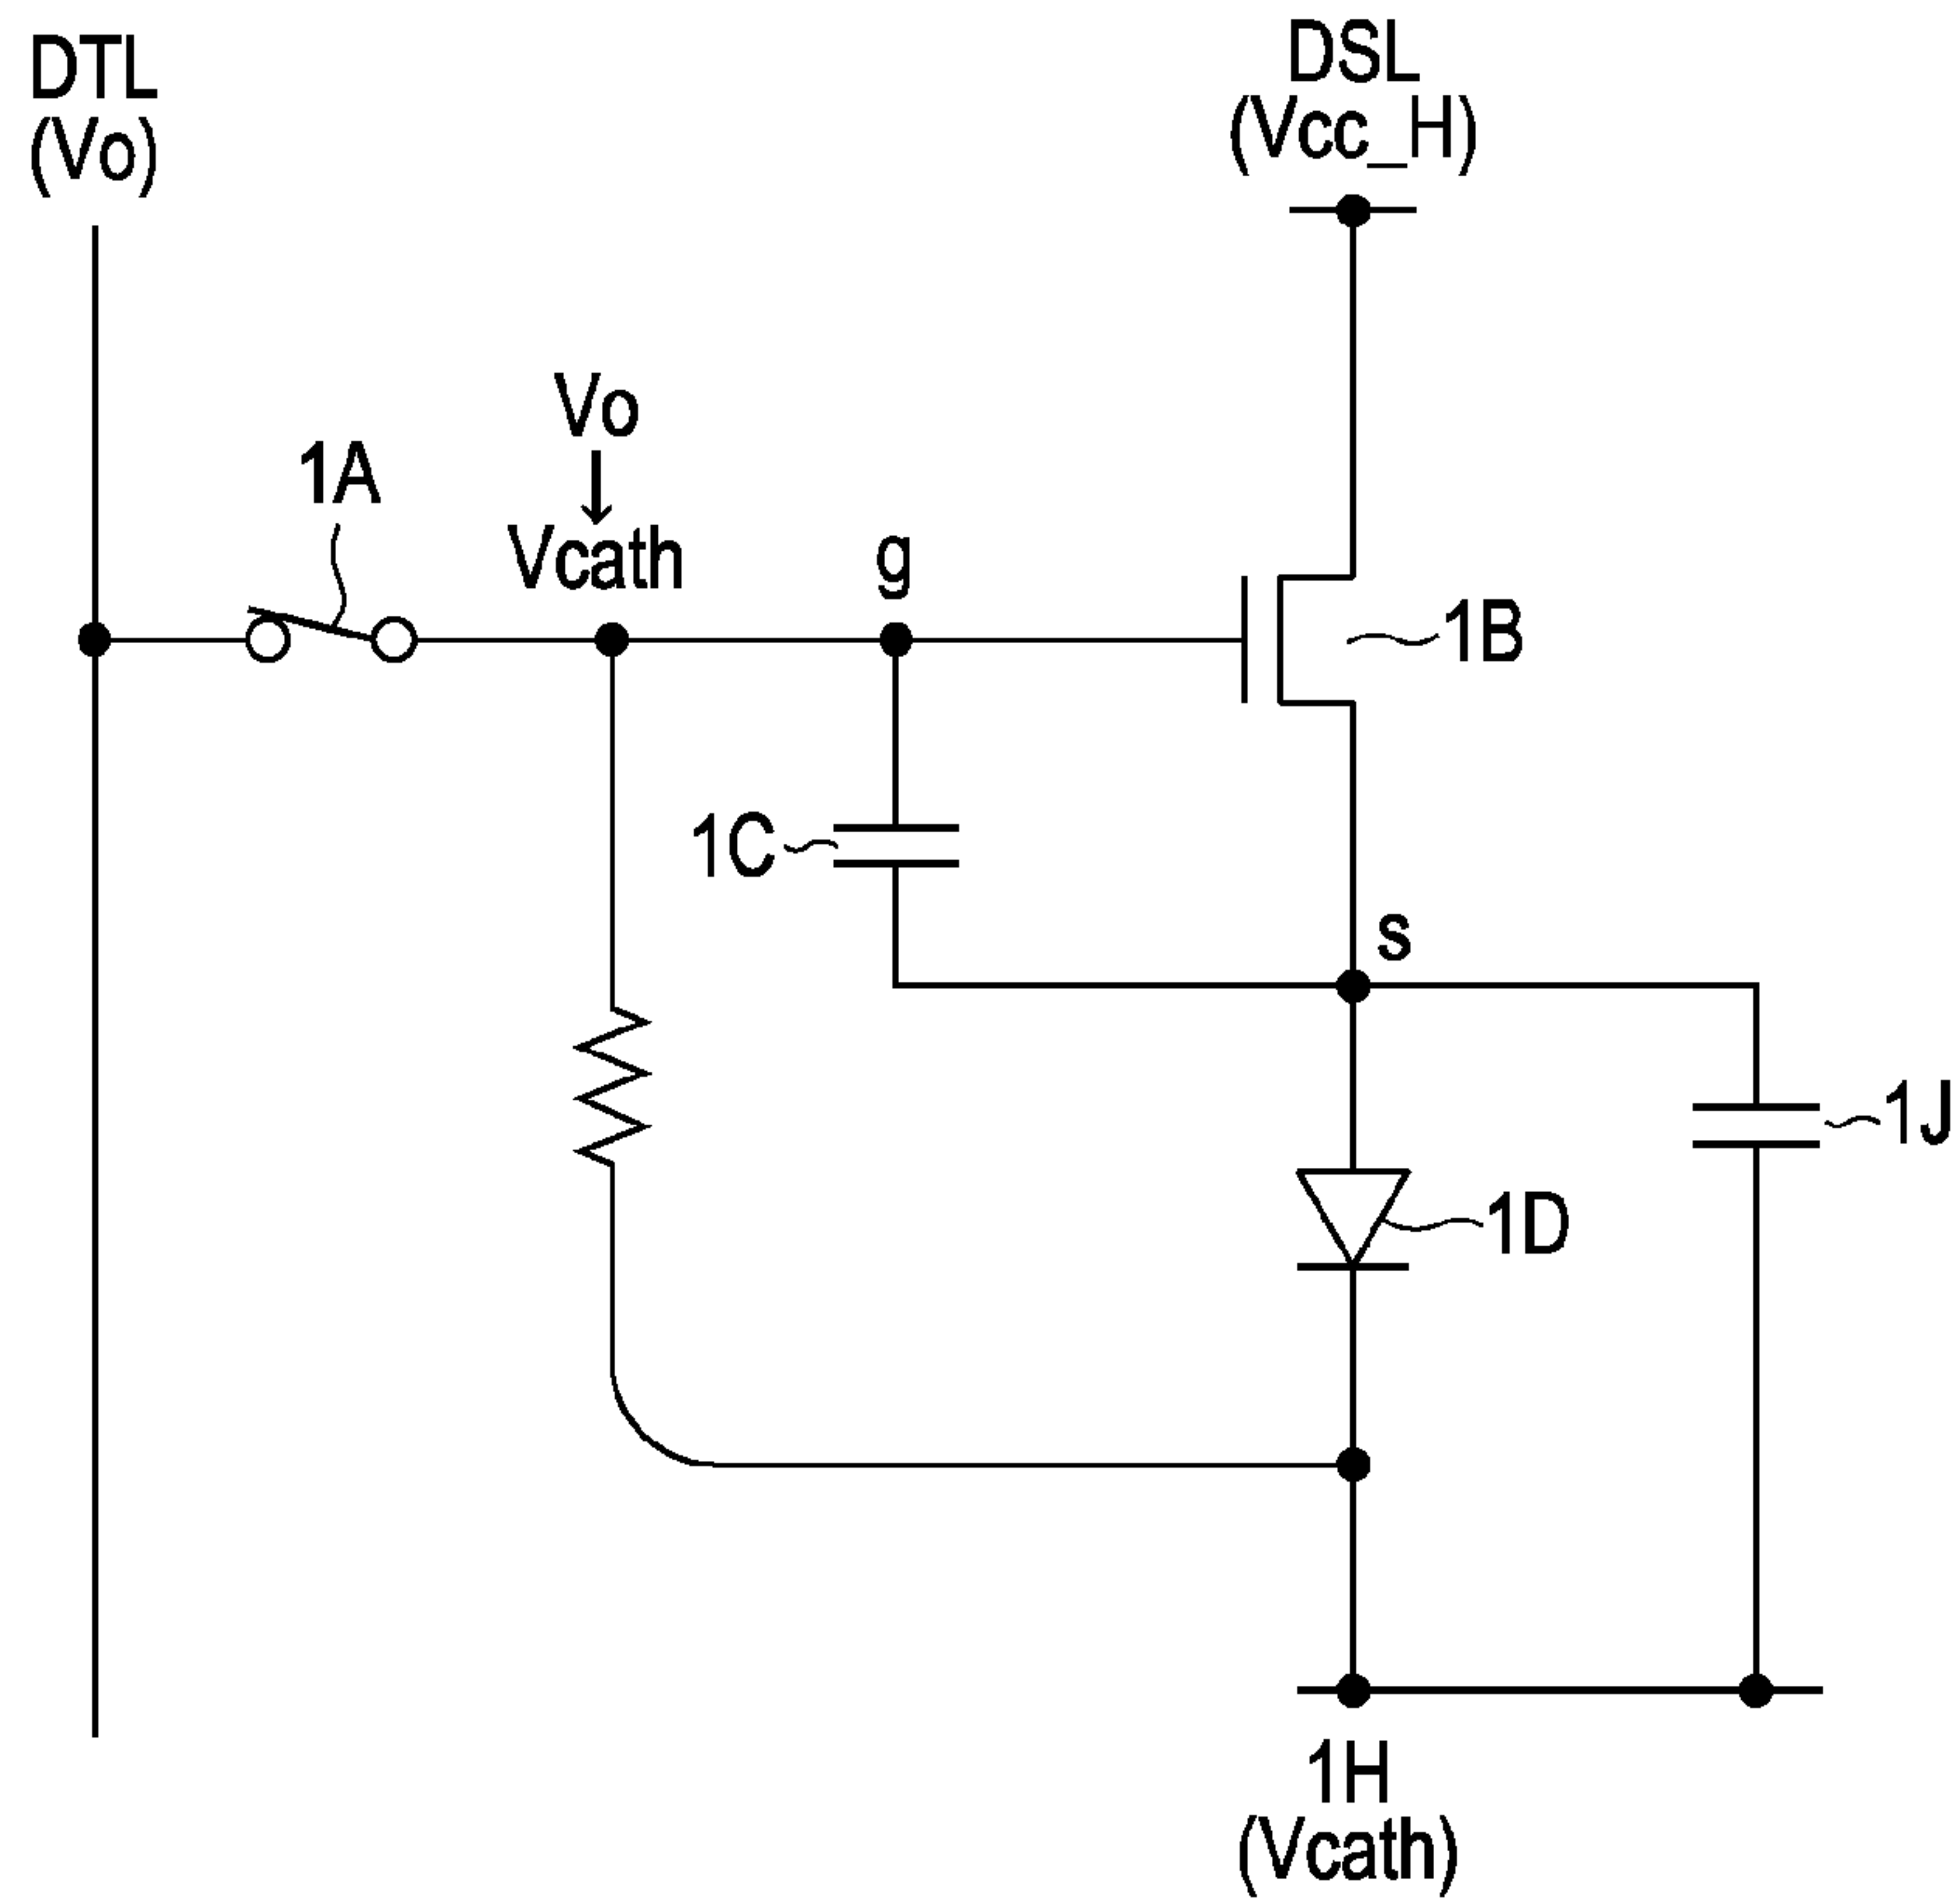 DTL
(Vo)
DSL
(Vcc_H)
Vo
1A
Vcath
g
1B
1C
s
1J
1D
1H
(Vcath)